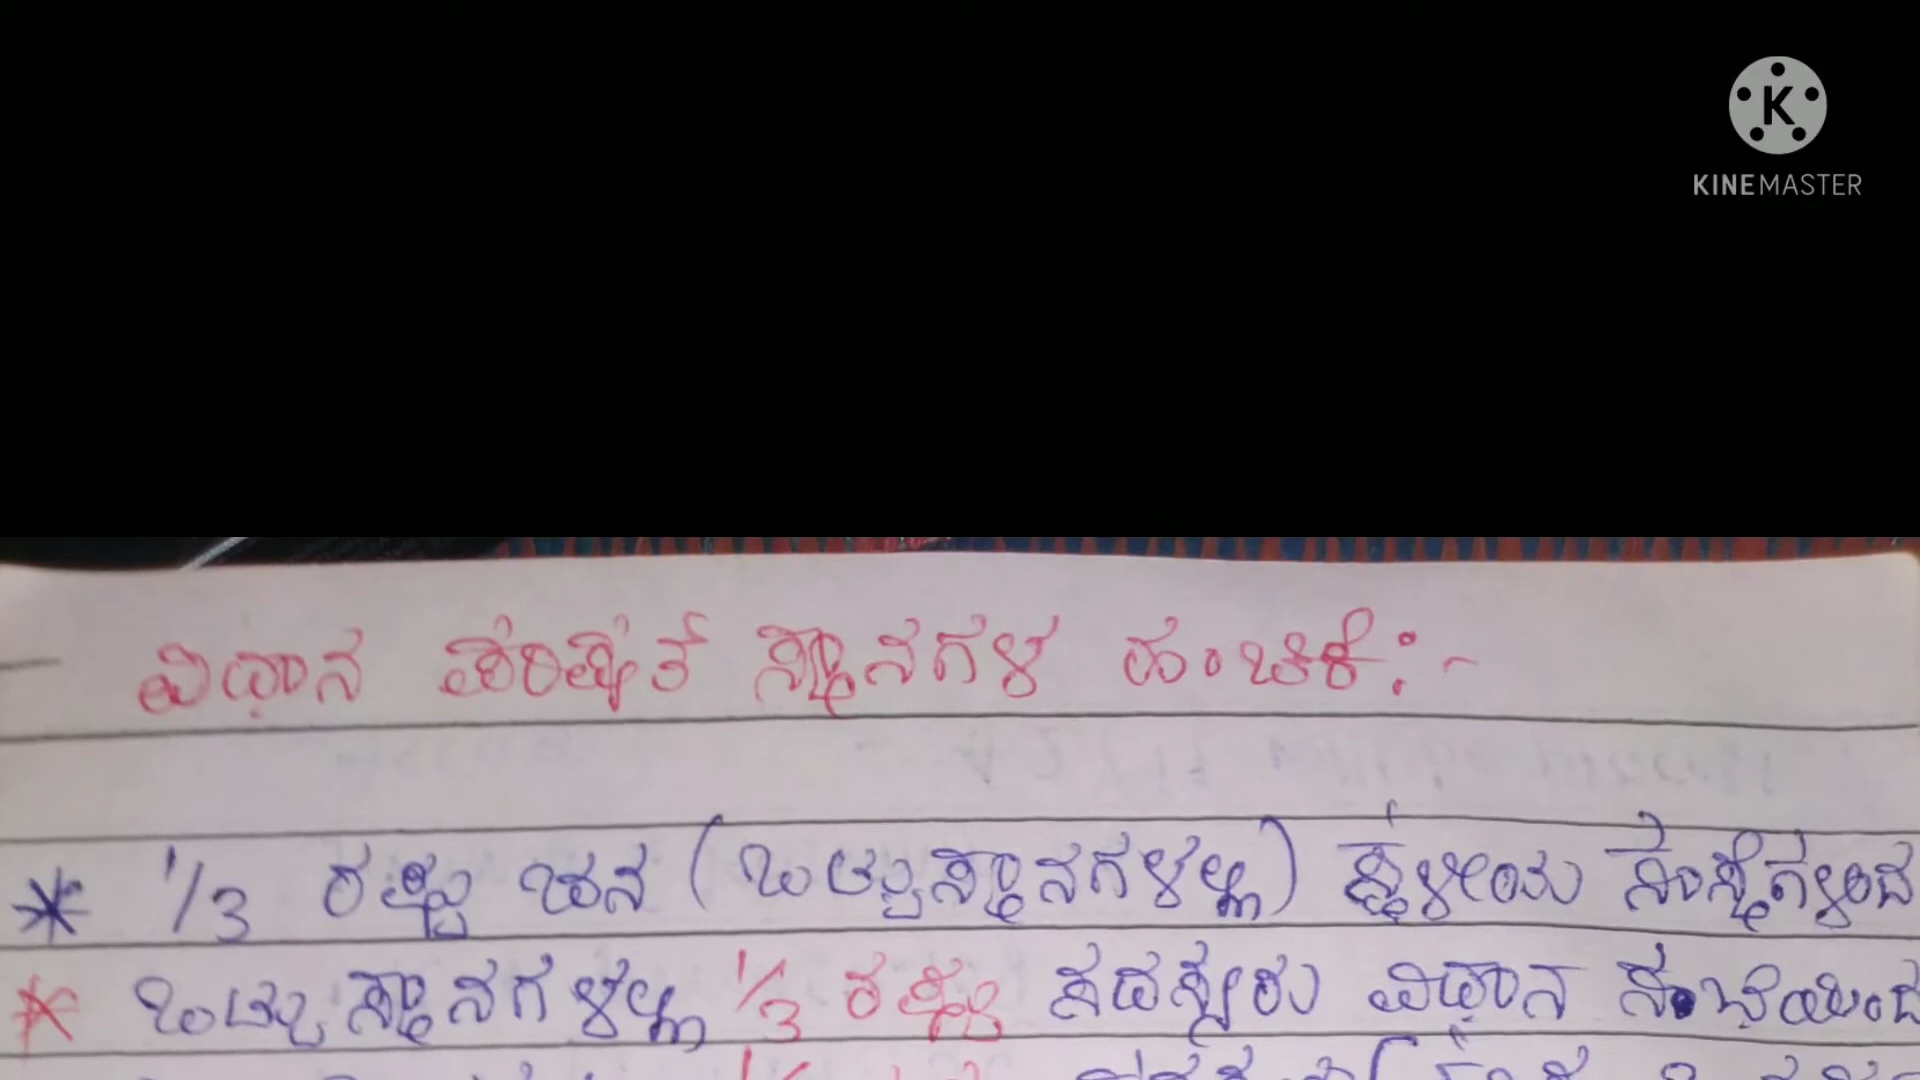 KINEMASTER
ವಿಧಾನ ಪರಿಷತ್ತಿನ ಸ್ಥಾನಗಳ ಹಂಚಿಕೆ:-
* 1/3 ರಷ್ಟು ಜನ (ಒಟ್ಟು ಸ್ಥಾನಗಳಲ್ಲಿ) ಸ್ಥಳೀಯ ಸಂಸ್ಥೆಗಳಿಂದ
* ಒಟ್ಟು ಸ್ಥಾನಗಳಲ್ಲಿ 1/3 ರಷ್ಟು ಸದಸ್ಯರು ವಿಧಾನ ಸಭೆಯಿಂದ